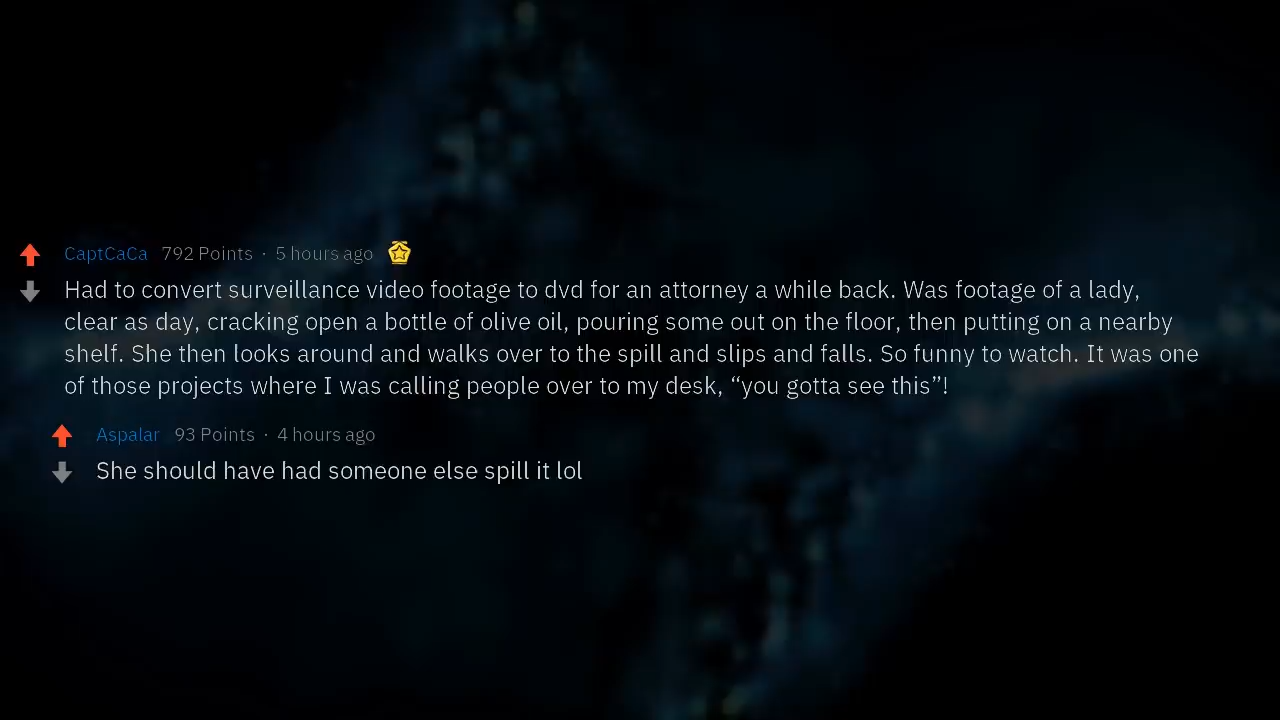 CaptCaCa 792 Points · 5 hours ago
Had to convert surveillance video footage to dvd for an attorney a while back. Was footage of a lady,
clear as day, cracking open a bottle of olive oil, pouring some out on the floor, then putting on a nearby
shelf. She then looks around and walks over to the spill and slips and falls. So funny to watch. It was one
of those projects where I was calling people over to my desk, “you gotta see this”!
Aspalar 93 Points · 4 hours ago
She should have had someone else spill it lol